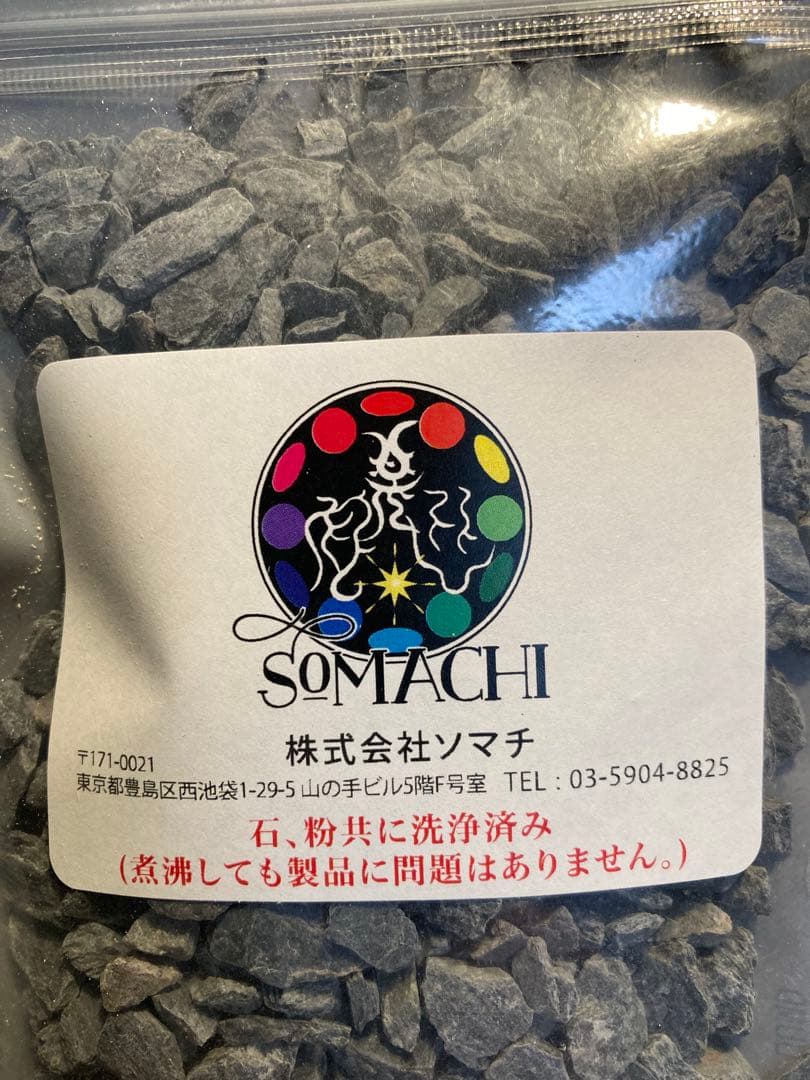 SoMACHI
株式会社ソマチ
〒171-0021
東京都豊島区西池袋1-29-5 山の手ビル5階F号室 TEL : 03-5904-8825
石、粉共に洗浄済み
(煮沸しても製品に問題はありません。)